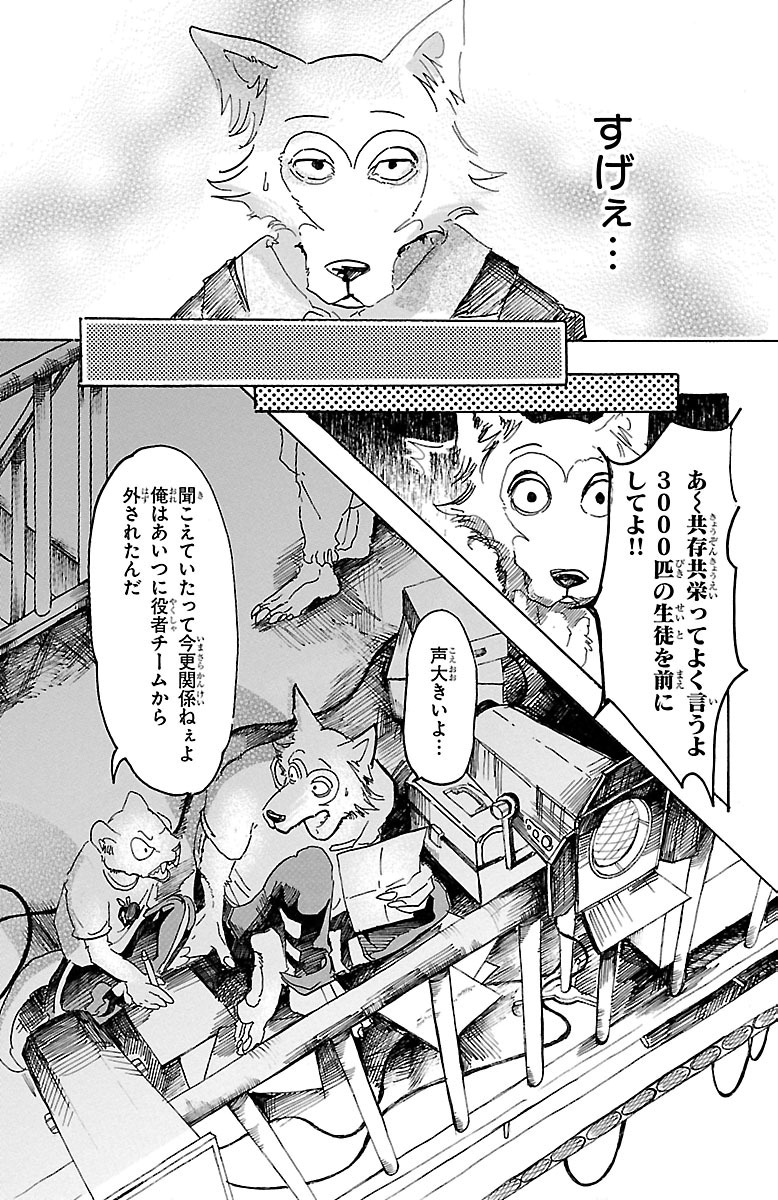 すげぇ…
あ〜共存共栄ってよく言うよ
3000匹の生徒を前に
してよ!!
声大きいよ…
聞こえていたって今更関係ねぇよ
俺はあいつに役者チームから
外されたんだ